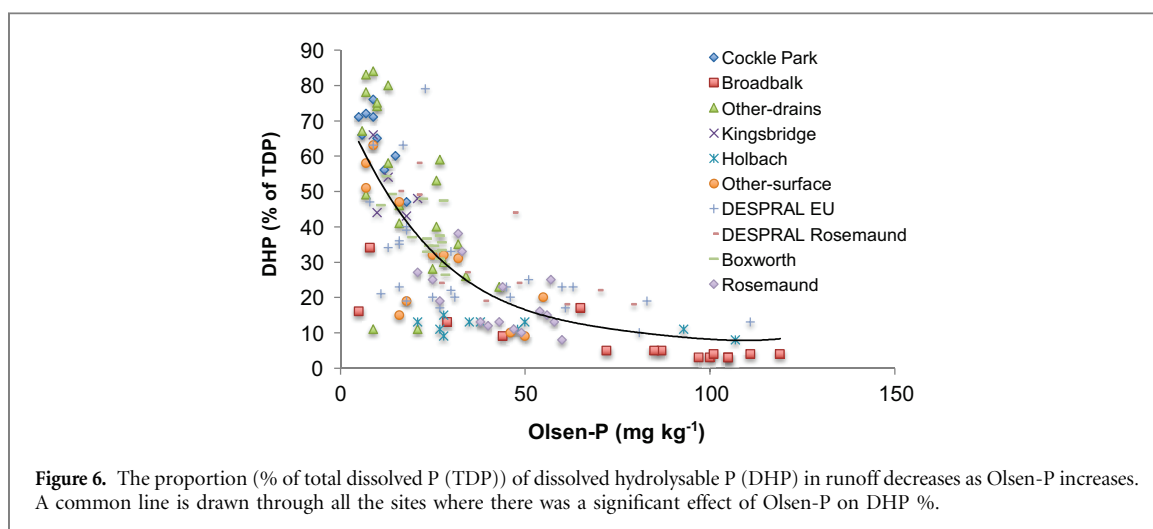 90
80
70
60
50
40
30
20
10
0
DHP (% of TDP)
0 50 100 150
Olsen-P (mg kg-1)
Cockle Park
Broadbalk
Other-drains
Kingsbridge
Holbach
Other-surface
DESPRAL EU
DESPRAL Rosemaund
Boxworth
Rosemaund
Figure 6. The proportion (% of total dissolved P (TDP)) of dissolved hydrolysable P (DHP) in runoff decreases as Olsen-P increases.
A common line is drawn through all the sites where there was a significant effect of Olsen-P on DHP %.